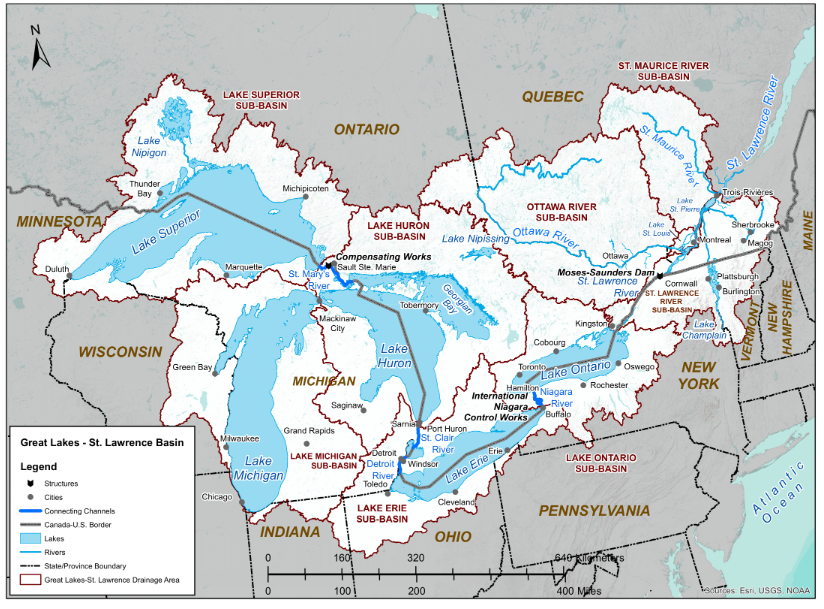 N
ST. MAURICE RIVER
SUB-BASIN
LAKE SUPERIOR
SUB-BASIN
QUEBEC
ONTARIO
St. Lawrence River
St. Maurice
River
Lake
Nipigon
Thunder
Bay
Michipicoten
Trois-Rivières
MINNESOTA
Lake Superior
LAKE HURON
SUB-BASIN
OTTAWA RIVER
SUB-BASIN
Lake
St. Pierre
Lake
St. Louis
Sherbrooke
Magog
MAINE
Lake Nipissing
Ottawa River
Ottawa
Montreal
Compensating Works
Sault Ste. Marie
Duluth
Marquette
St. Mary's
River
Moses-Saunders Dam
St. Lawrence
River
Cornwall
ST. LAWRENCE
RIVER
SUB-BASIN
Plattsburgh
Burlington
Georgian
Bay
Tobermory
Mackinaw
City
Kingston
Lake
Champlain
VERMONT
NEW
HAMPSHIRE
WISCONSIN
Green Bay
Lake
Huron
Cobourg
Toronto
Lake Ontario
Oswego
NEW
YORK
MICHIGAN
Hamilton
Rochester
International
Niagara
Control Works
Niagara
River
Buffalo
Saginaw
Sarnia
Port Huron
St. Clair
River
Grand Rapids
Milwaukee
LAKE MICHIGAN
SUB-BASIN
Detroit
Detroit
River
Windsor
Lake Erie
Erie
LAKE ONTARIO
SUB-BASIN
Lake
Michigan
Toledo
Cleveland
Chicago
LAKE ERIE
SUB-BASIN
Atlantic
Ocean
INDIANA
OHIO
PENNSYLVANIA
Great Lakes - St. Lawrence Basin
Legend
Structures
Cities
Connecting Channels
Canada-U.S. Border
Lakes
Rivers
State/Province Boundary
Great Lakes-St. Lawrence Drainage Area
0 160 320 640 Kilometers
0 100 200 400 Miles
Sources: Esri, USGS, NOAA